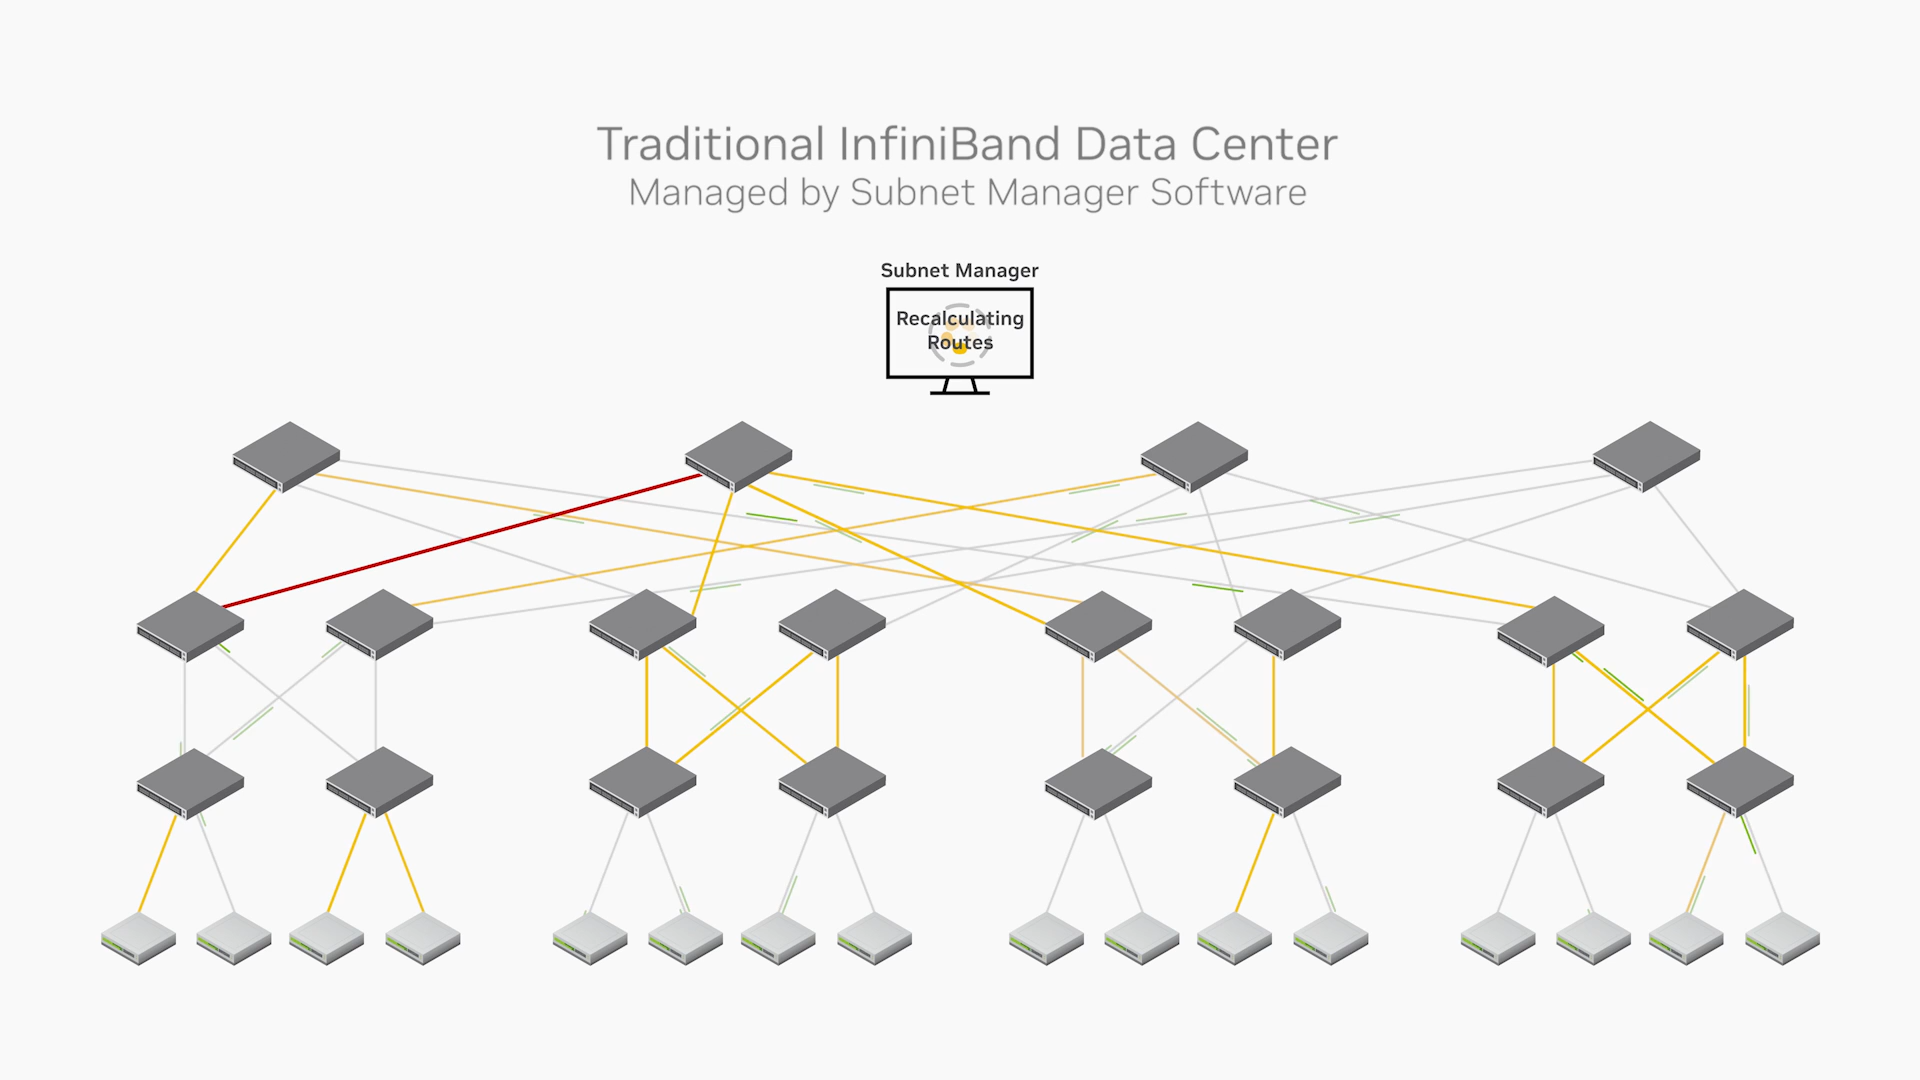 Traditional InfiniBand Data Center
Managed by Subnet Manager Software
Subnet Manager
Recalculating
Routes